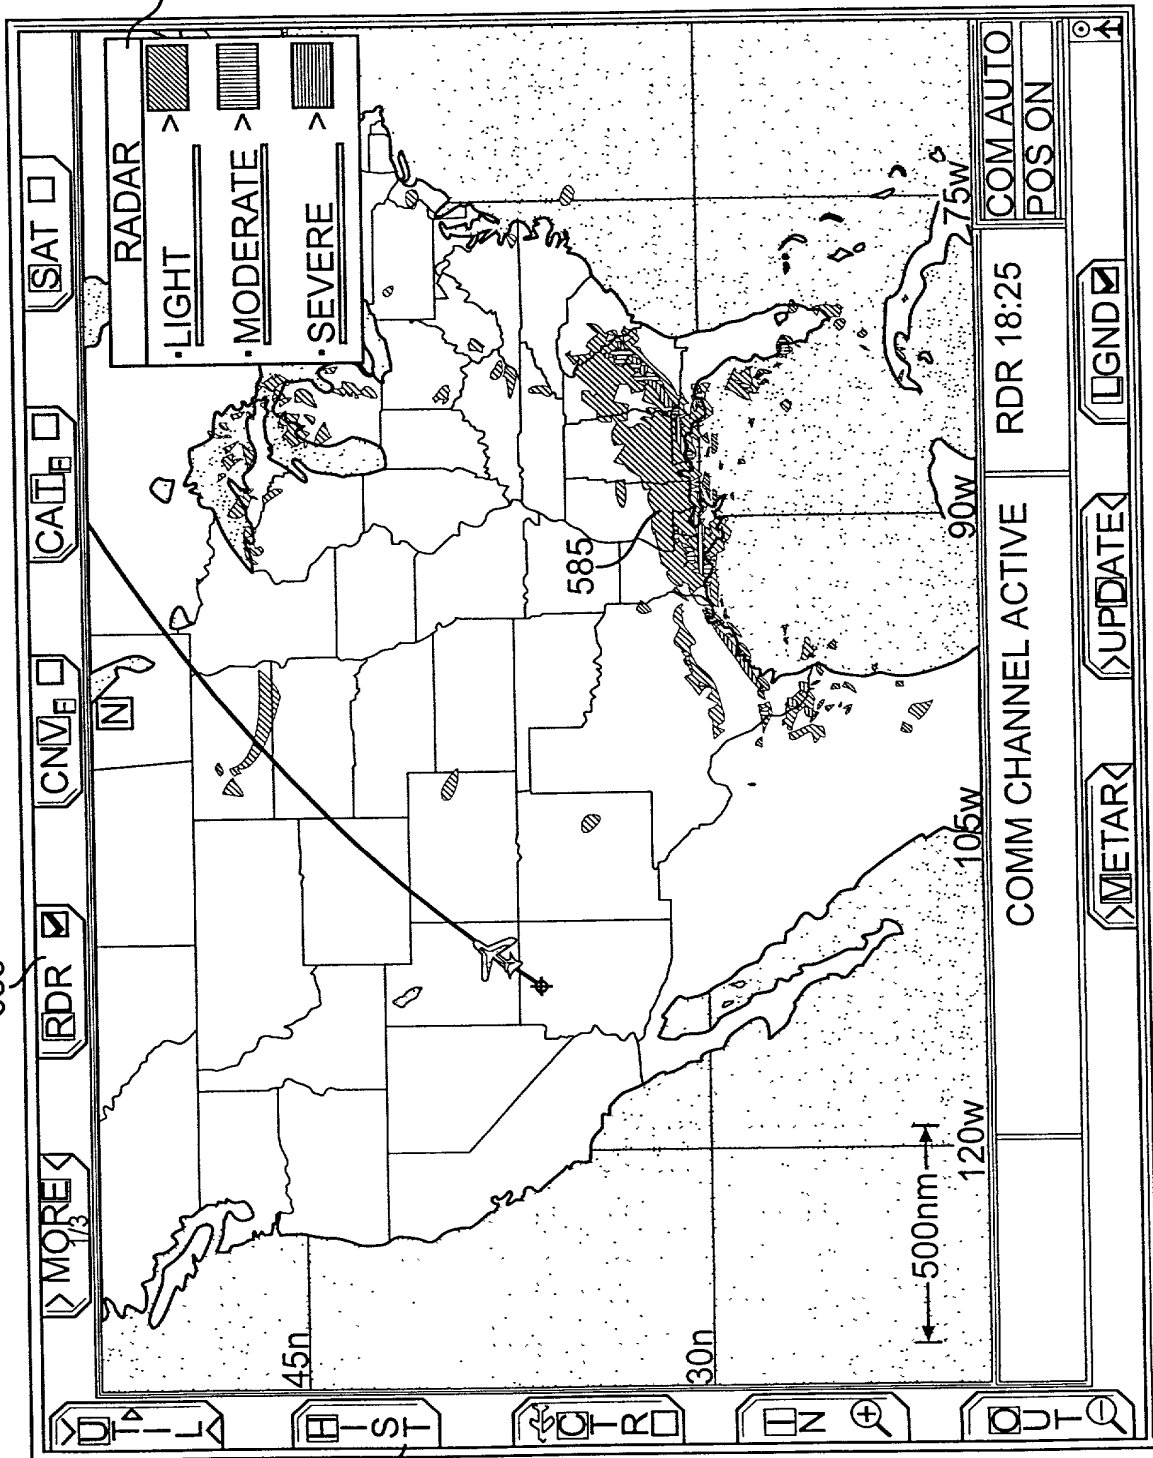 >MORE<
1/3
RDR
CNV F
CAT F
SAT
UTIL
HIST
CTR
IN
OUT
RADAR
·LIGHT >
·MODERATE >
·SEVERE >
N
585
45n
30n
500nm
120w
105w
90w
75w
COMM CHANNEL ACTIVE
RDR 18:25
COM AUTO
POS ON
>METAR<
>UPDATE<
LGND